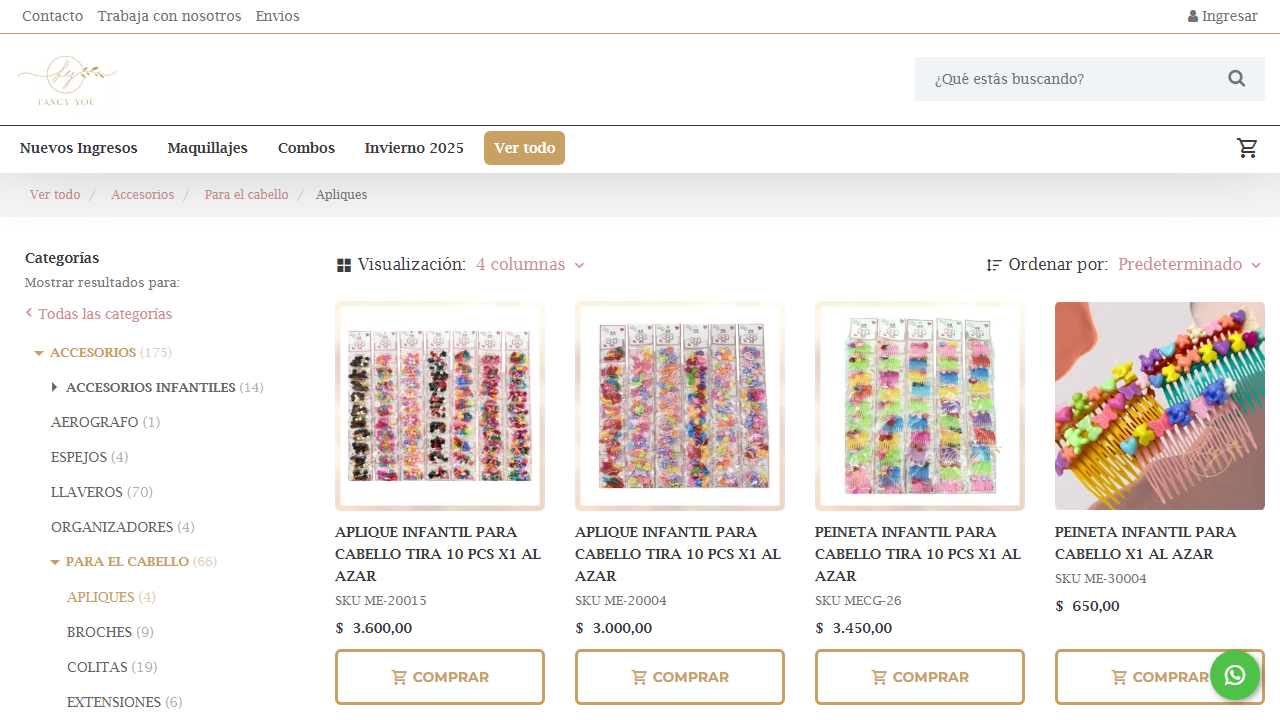 Contacto Trabaja con nosotros Envios Ingresar
fy
FANCY YOU
¿Qué estás buscando?
Nuevos Ingresos Maquillajes Combos Invierno 2025 Ver todo
Ver todo / Accesorios / Para el cabello / Apliques
Categorías
Mostrar resultados para:
Todas las categorías
ACCESORIOS (175)
ACCESORIOS INFANTILES (14)
AEROGRAFO (1)
ESPEJOS (4)
LLAVEROS (70)
ORGANIZADORES (4)
PARA EL CABELLO (66)
APLIQUES (4)
BROCHES (9)
COLITAS (19)
EXTENSIONES (6)
Visualización: 4 columnas
Ordenar por: Predeterminado
APLIQUE INFANTIL PARA
CABELLO TIRA 10 PCS X1 AL
AZAR
SKU ME-20015
$ 3.600,00
COMPRAR
APLIQUE INFANTIL PARA
CABELLO TIRA 10 PCS X1 AL
AZAR
SKU ME-20004
$ 3.000,00
COMPRAR
PEINETA INFANTIL PARA
CABELLO TIRA 10 PCS X1 AL
AZAR
SKU MECG-26
$ 3.450,00
COMPRAR
PEINETA INFANTIL PARA
CABELLO X1 AL AZAR
SKU ME-30004
$ 650,00
COMPRAR